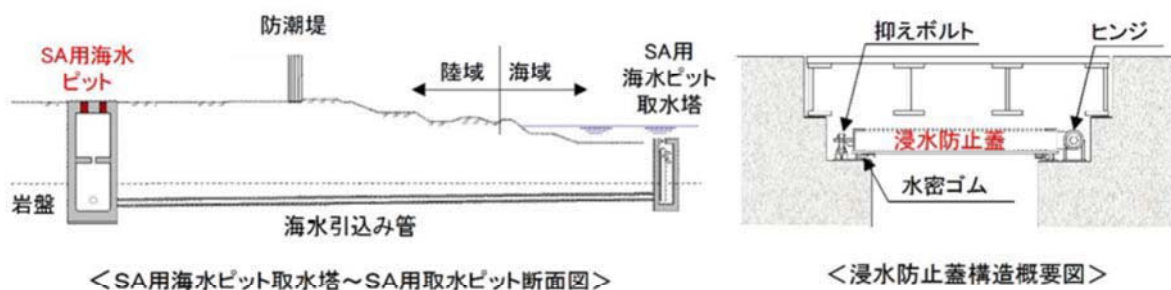 防潮堤
SA用海水
ピット
陸域
海域
SA用
海水ピット
取水塔
岩盤
海水引込み管
＜SA用海水ピット取水塔～SA用取水ピット断面図＞
抑えボルト
ヒンジ
浸水防止蓋
水密ゴム
＜浸水防止蓋構造概要図＞